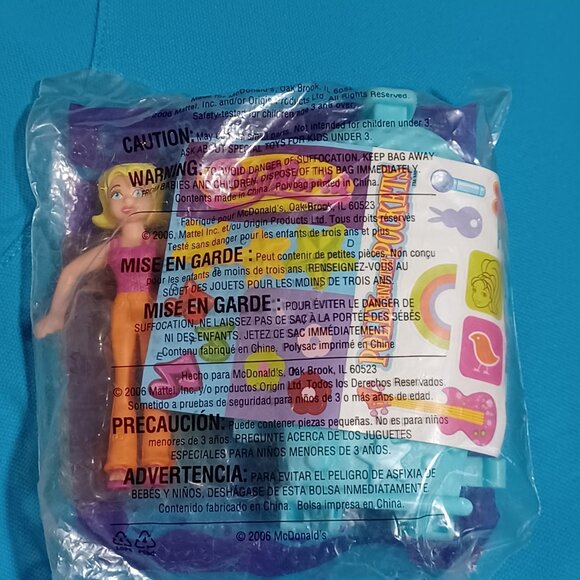 Made for McDonald's, Oak Brook, IL 60523
2006 Mattel, Inc. and/or Origin Products Ltd. All Rights Reserved.
Safety-tested for children age 3 and over.
CAUTION: May contain small parts. Not intended for children under 3.
ASK ABOUT SPECIAL TOYS FOR KIDS UNDER 3.
WARNING: TO AVOID DANGER OF SUFFOCATION, KEEP BAG AWAY
FROM BABIES AND CHILDREN. DISPOSE OF THIS BAG IMMEDIATELY.
Contents made in China. Polybag printed in China.
Fabriqué pour McDonald's, Oak Brook, IL 60523
© 2006, Mattel, Inc. et/ou Origin Products Ltd. Tous droits réservés
Testé sans danger pour les enfants de trois ans et plus
MISE EN GARDE : Peut contenir de petites pièces. Non conçu
pour les enfants de moins de trois ans. RENSEIGNEZ-VOUS AU
SUJET DES JOUETS POUR LES MOINS DE TROIS ANS.
MISE EN GARDE : POUR ÉVITER LE DANGER DE
SUFFOCATION, NE LAISSEZ PAS CE SAC À LA PORTÉE DES BÉBÉS
NI DES ENFANTS. JETEZ CE SAC IMMÉDIATEMENT.
Contenu fabriqué en Chine. Polysac imprimé en Chine
Hecho para McDonald's, Oak Brook, IL 60523
© 2006 Mattel, Inc. y/o productos Origin Ltd. Todos los Derechos Reservados.
Sometido a pruebas de seguridad para niños de 3 o más años de edad.
PRECAUCIÓN: Puede contener piezas pequeñas. No es para niños
menores de 3 años. PREGUNTE ACERCA DE LOS JUGUETES
ESPECIALES PARA NIÑOS MENORES DE 3 AÑOS.
ADVERTENCIA: PARA EVITAR EL PELIGRO DE ASFIXIA DE
BEBÉS Y NIÑOS, DESHÁGASE DE ESTA BOLSA INMEDIATAMENTE.
Contenido fabricado en China. Bolsa impresa en China.
© 2006 McDonald's
POLLY POCKET